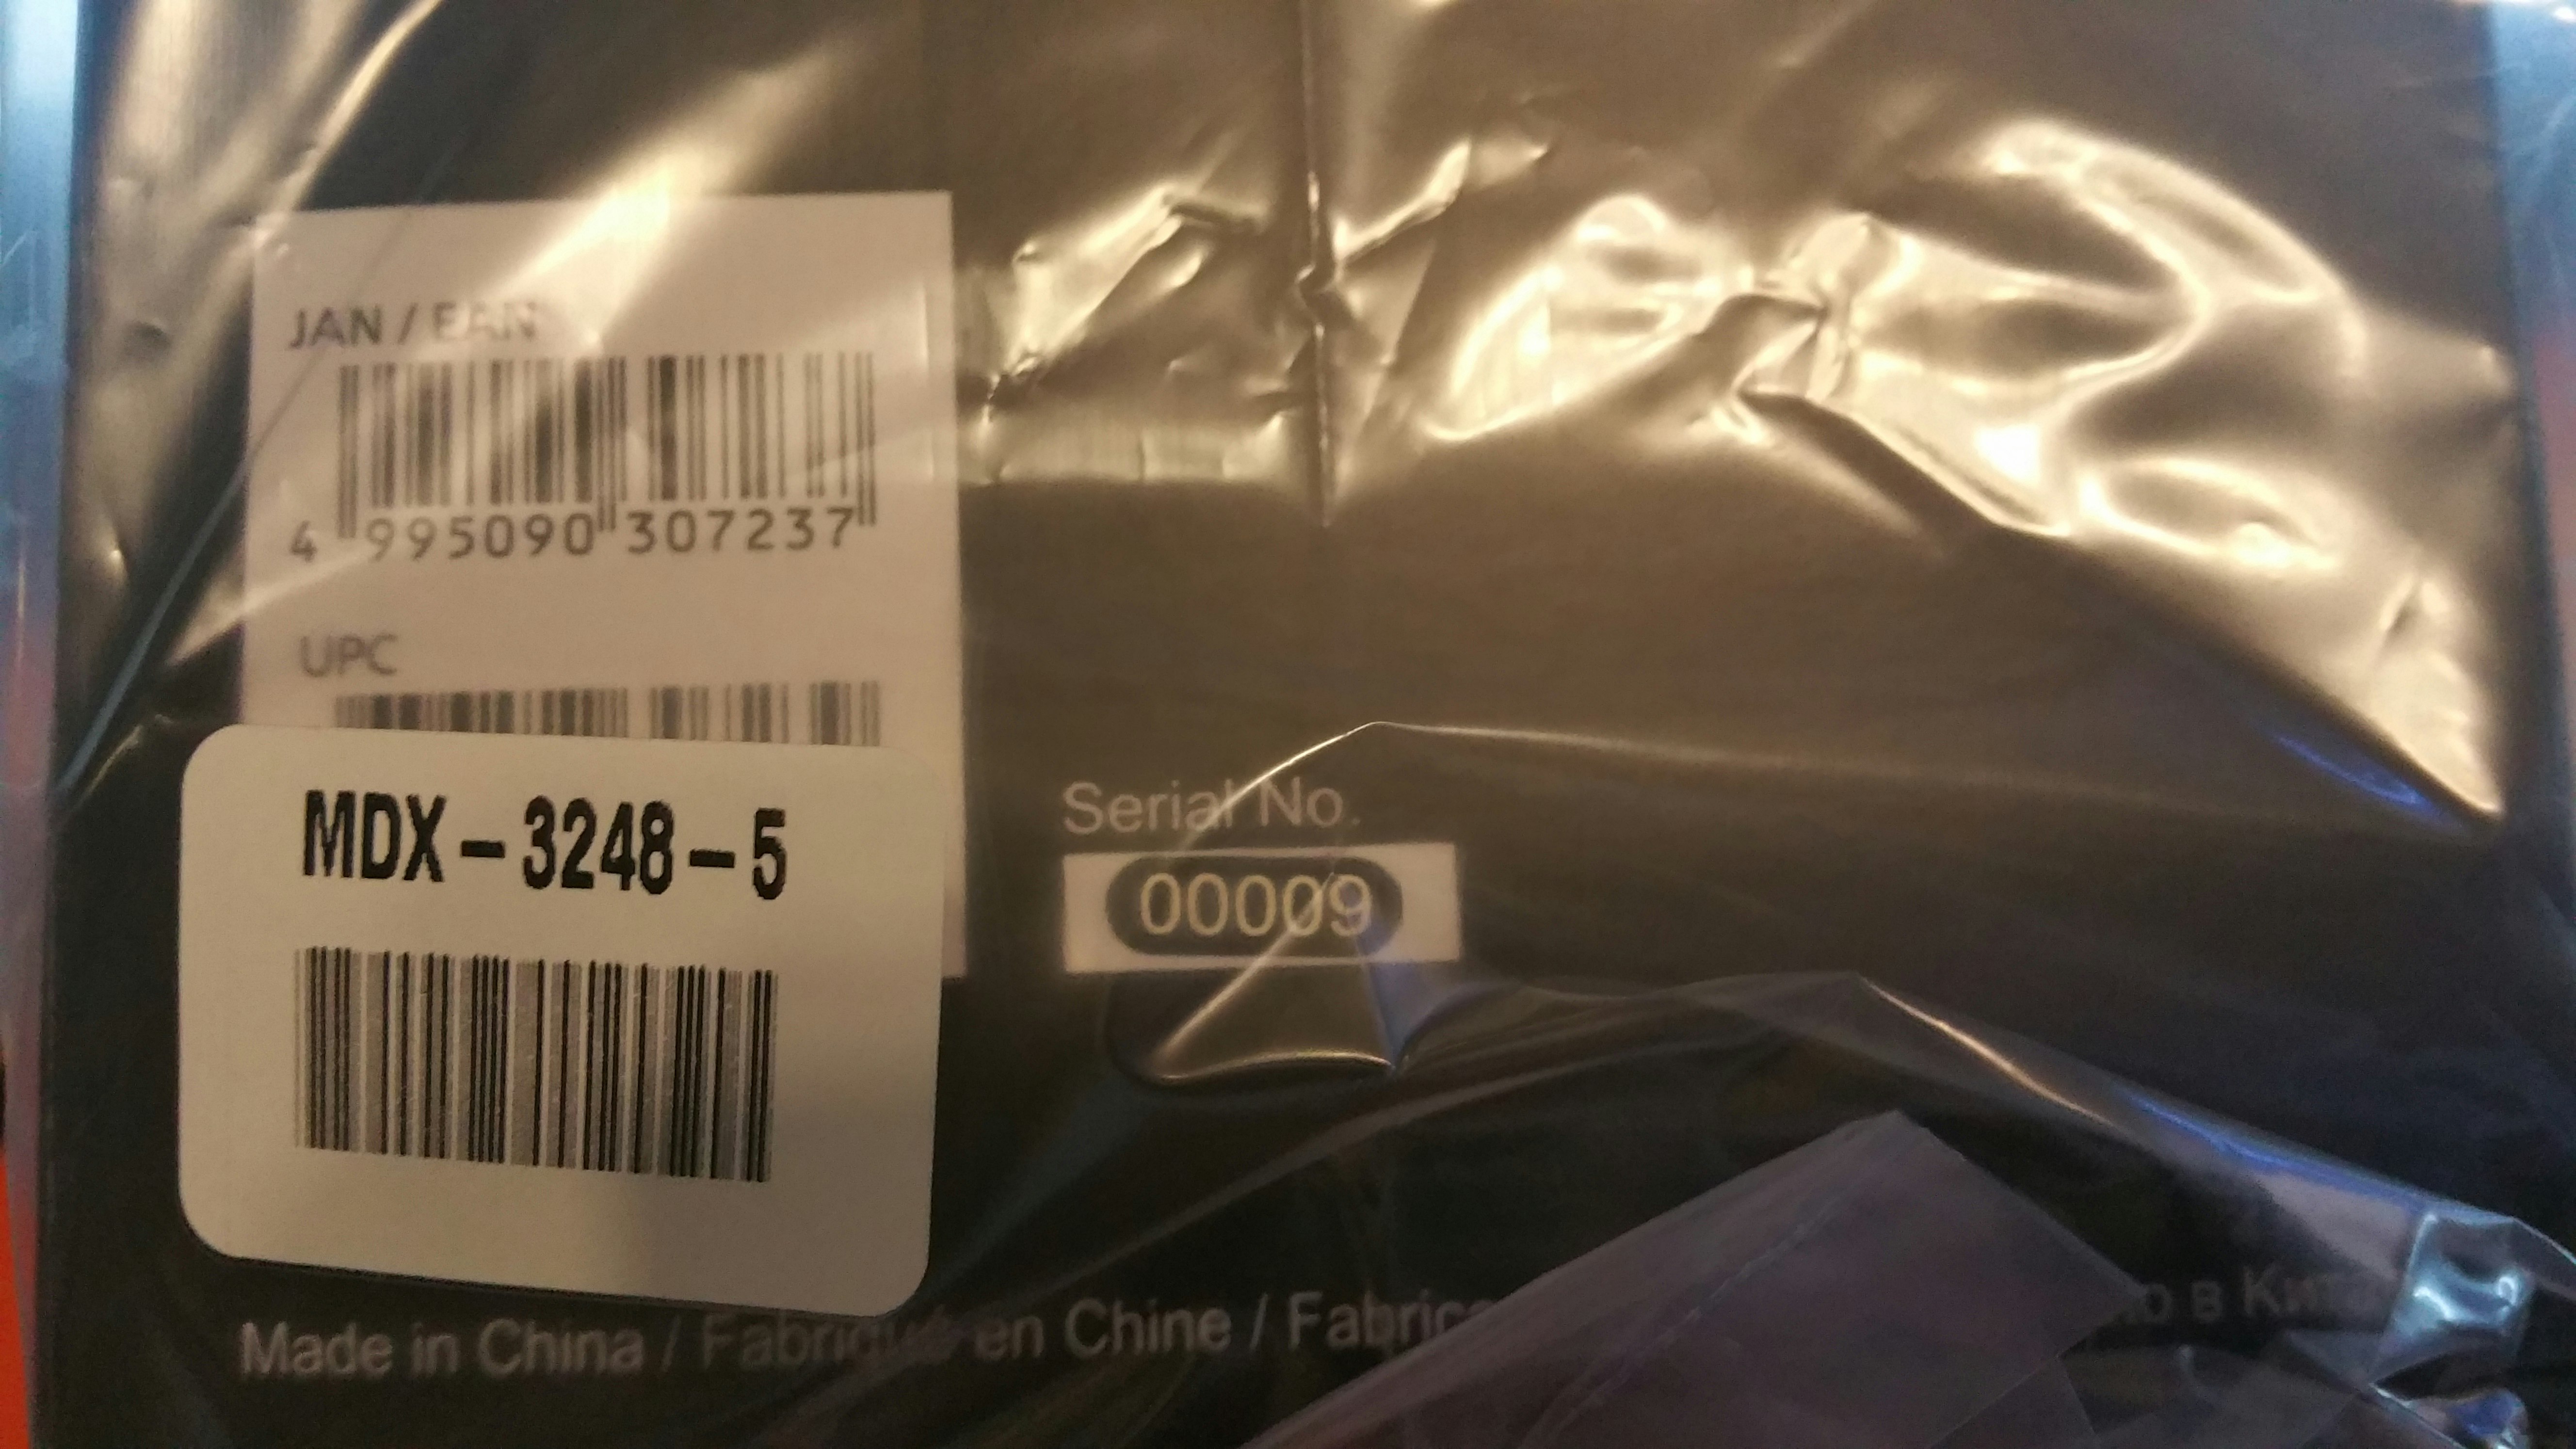 JAN / EAN
4 995090 307237
UPC
MDX-3248-5
Serial No.
00009
Made in China / Fabriqué en Chine / Fabric
в